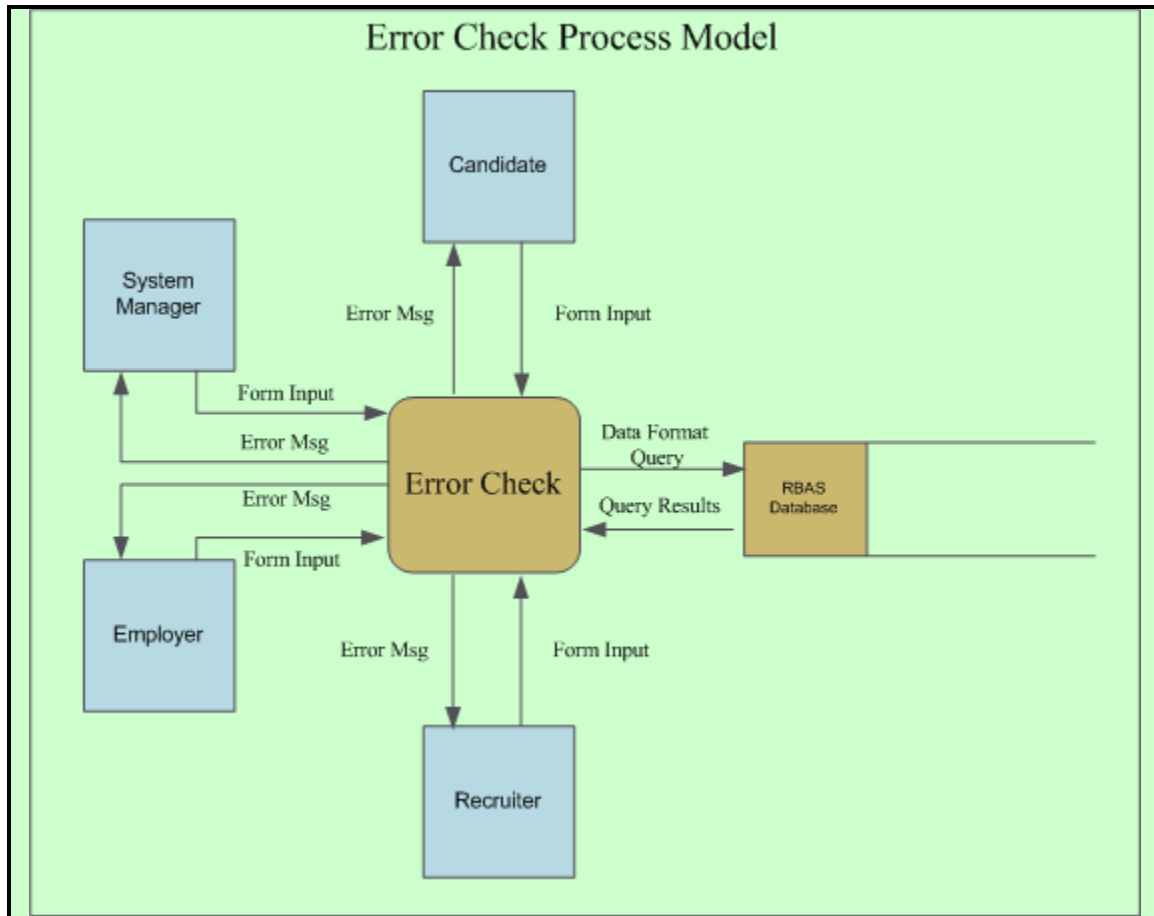 Error Check Process Model
Candidate
System
Manager
Error Msg
Form Input
Form Input
Error Msg
Data Format
Query
Error Check
RBAS
Database
Error Msg
Query Results
Form Input
Employer
Error Msg
Form Input
Recruiter